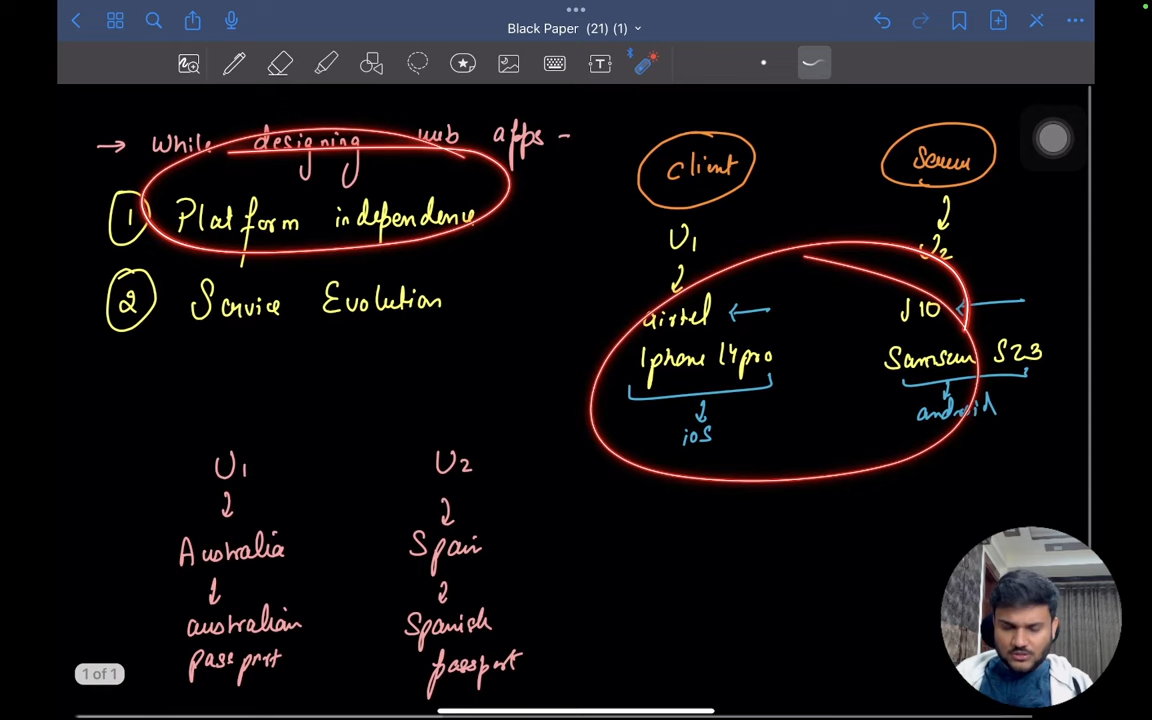 Black Paper (21) (1)
→ While designing web apps -
1 Platform independence
2 Service Evolution
Client
U1
airtel
Iphone 14 pro
ios
Server
U2
J10
Samsun S23
android
U1
Australia
australian
passport
U2
Spain
Spanish
passport
1 of 1